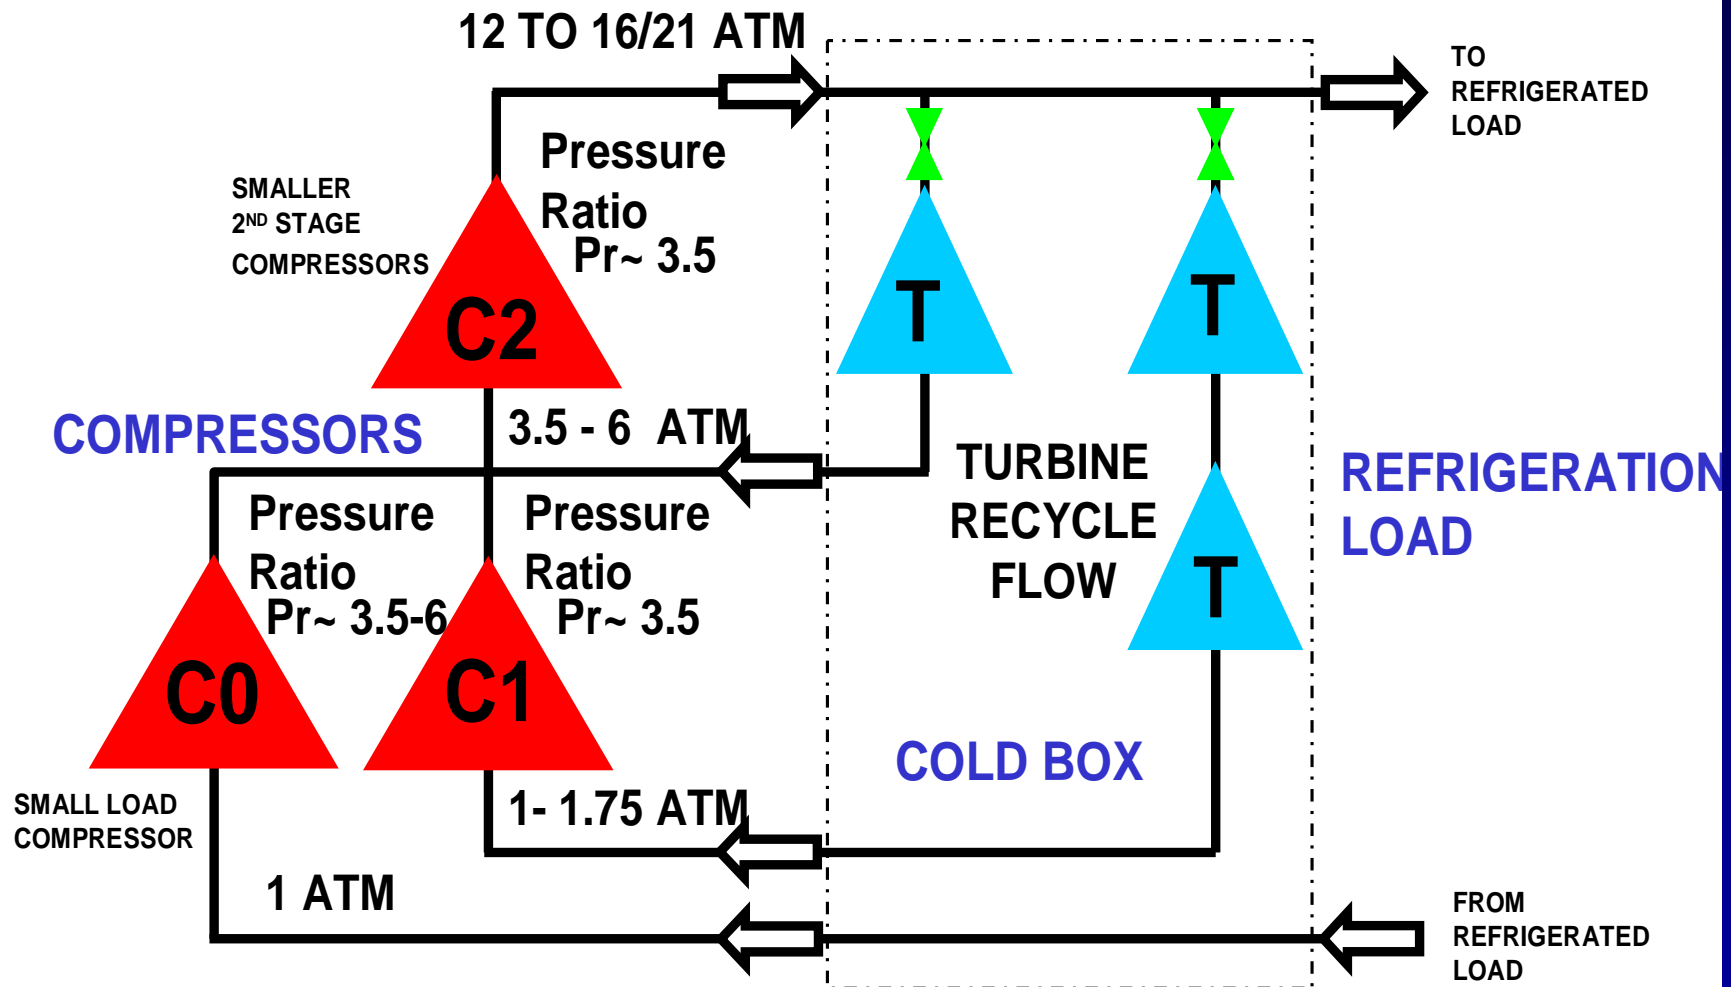 12 TO 16/21 ATM
TO
REFRIGERATED
LOAD
Pressure
Ratio
Pr~ 3.5
SMALLER
2ND STAGE
COMPRESSORS
C2
T
T
COMPRESSORS
3.5 - 6 ATM
TURBINE
RECYCLE
FLOW
REFRIGERATION
LOAD
Pressure
Ratio
Pr~ 3.5-6
Pressure
Ratio
Pr~ 3.5
T
C0
C1
COLD BOX
SMALL LOAD
COMPRESSOR
1- 1.75 ATM
1 ATM
FROM
REFRIGERATED
LOAD